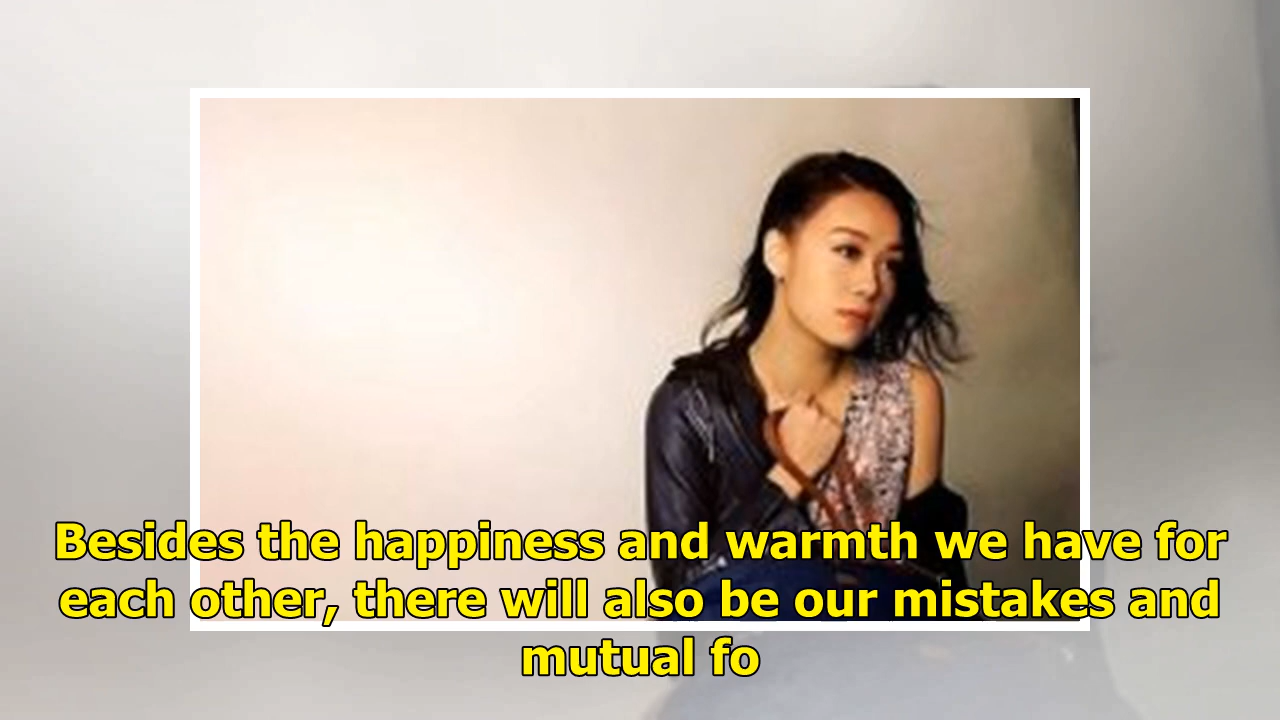 Besides the happiness and warmth we have for
each other, there will also be our mistakes and
mutual fo